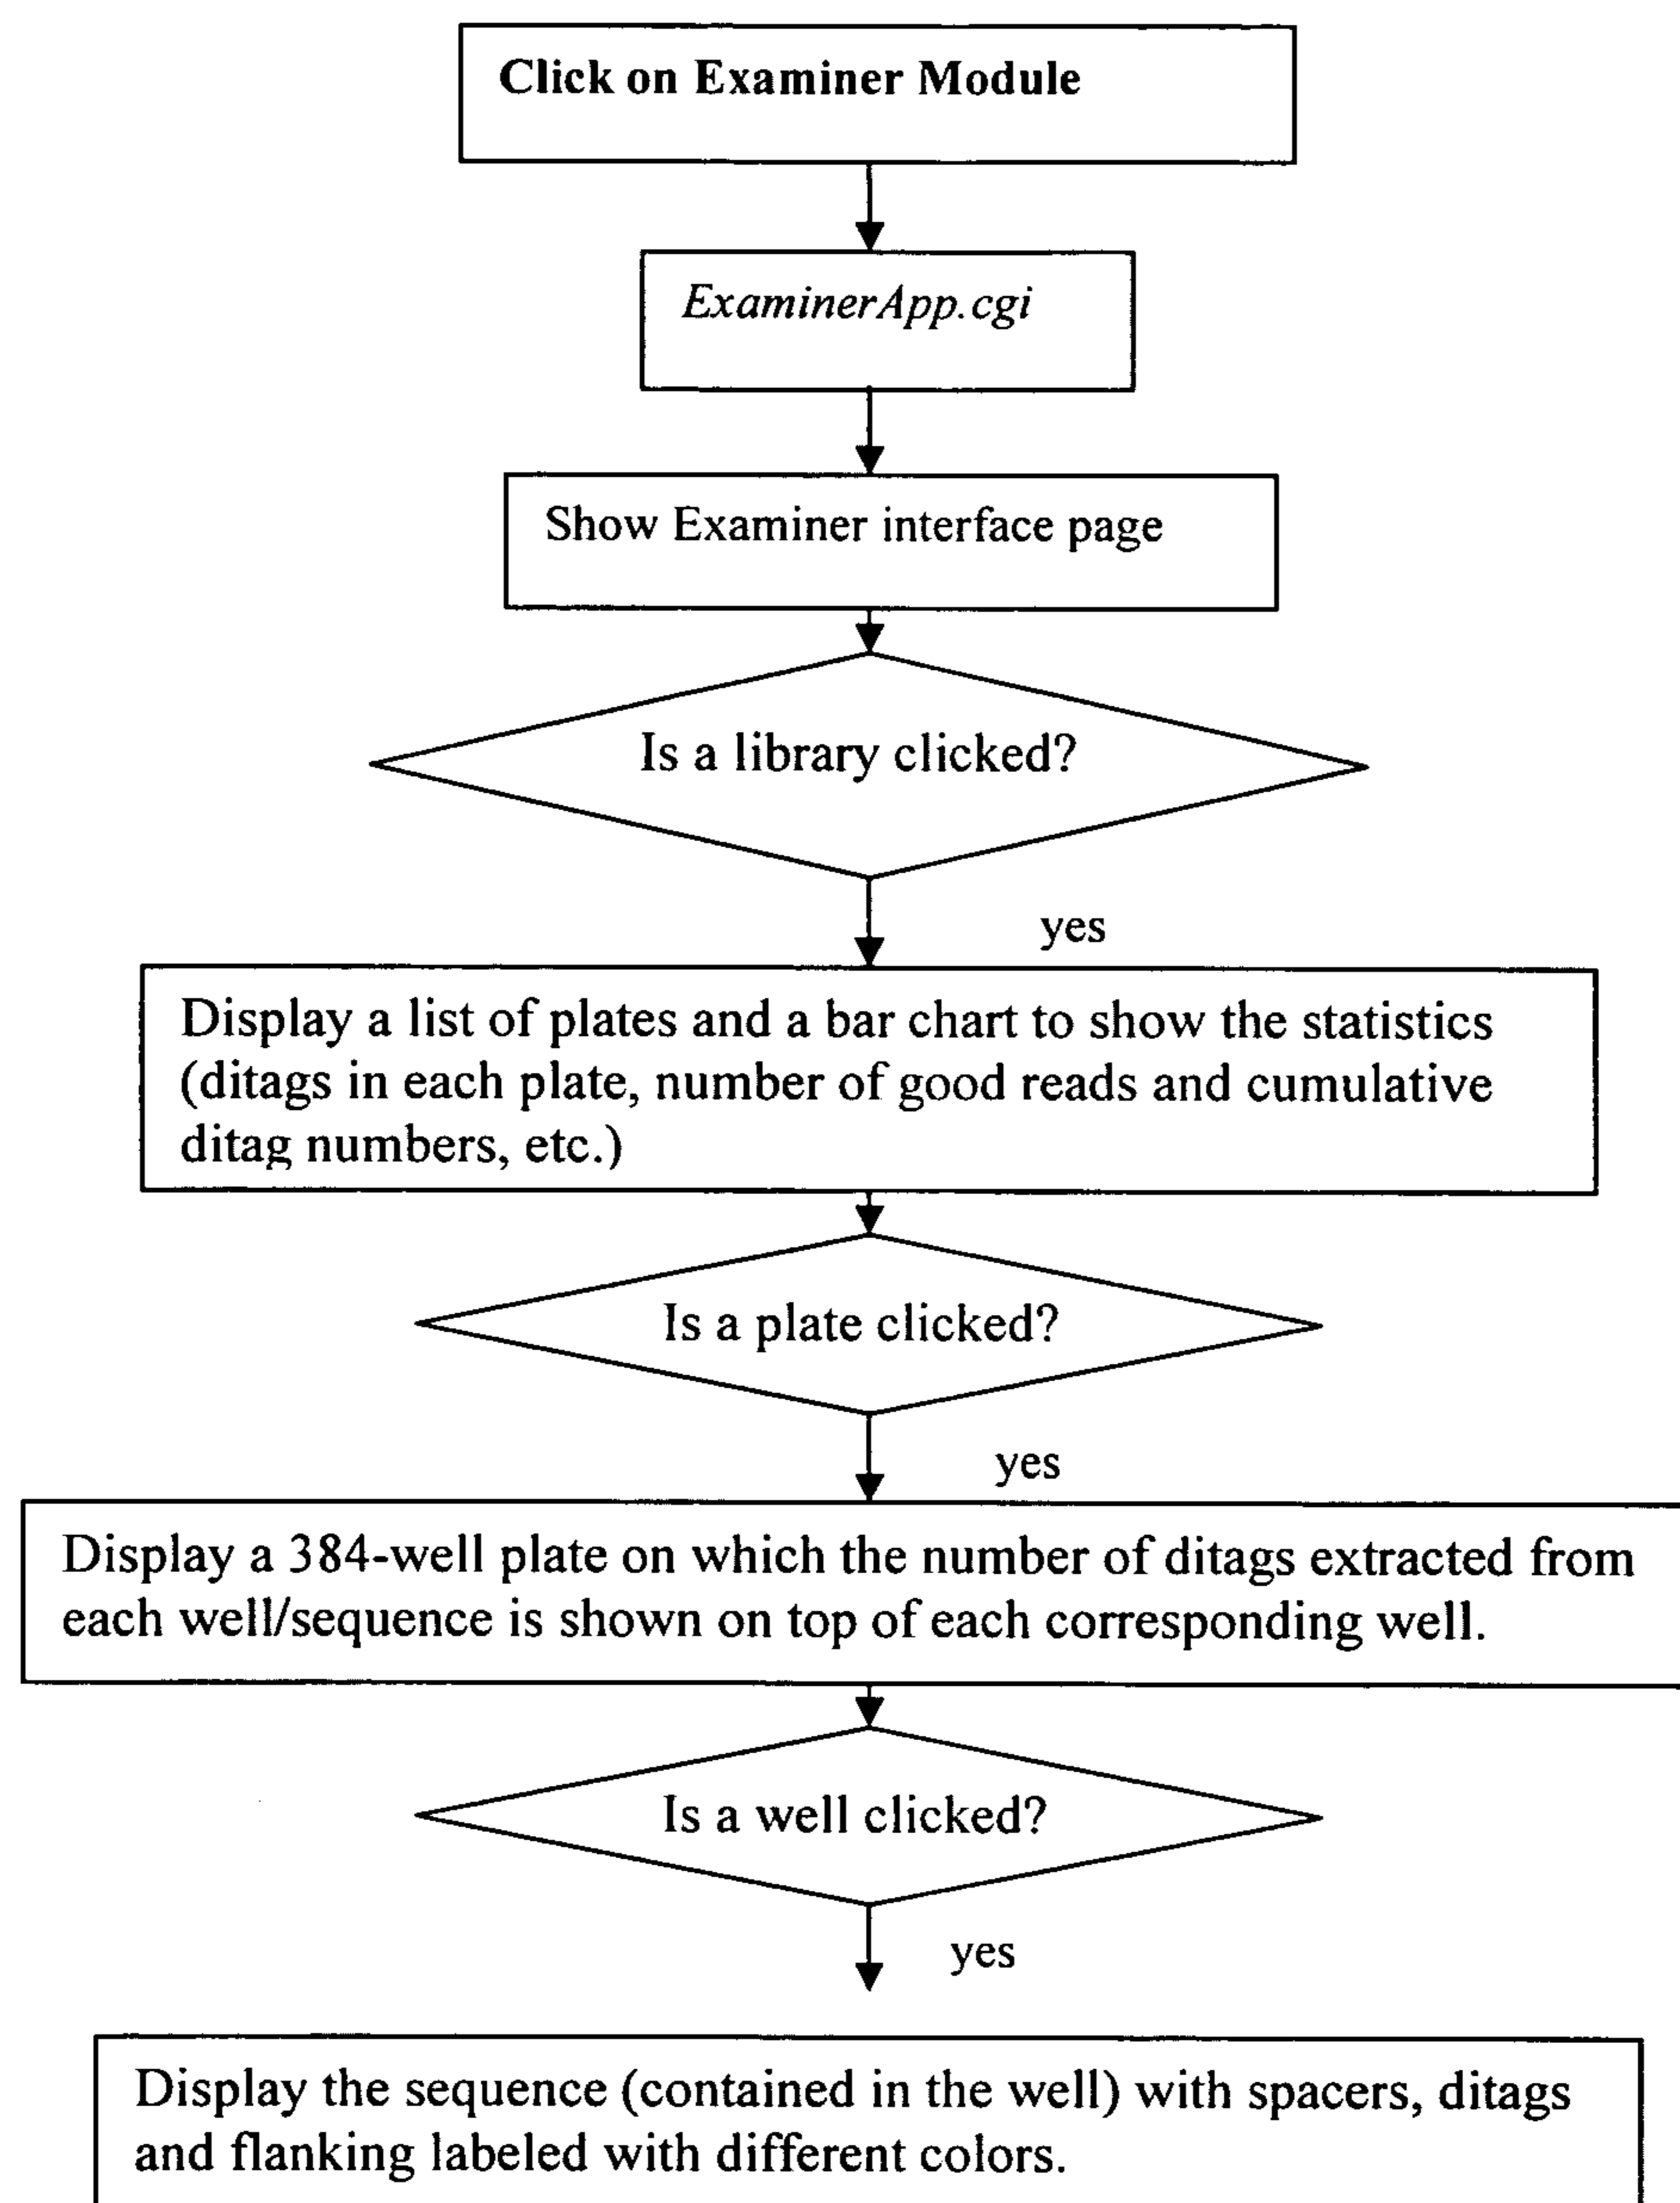 Click on Examiner Module
ExaminerApp.cgi
Show Examiner interface page
Is a library clicked?
yes
Display a list of plates and a bar chart to show the statistics
(ditags in each plate, number of good reads and cumulative
ditag numbers, etc.)
Is a plate clicked?
yes
Display a 384-well plate on which the number of ditags extracted from
each well/sequence is shown on top of each corresponding well.
Is a well clicked?
yes
Display the sequence (contained in the well) with spacers, ditags
and flanking labeled with different colors.